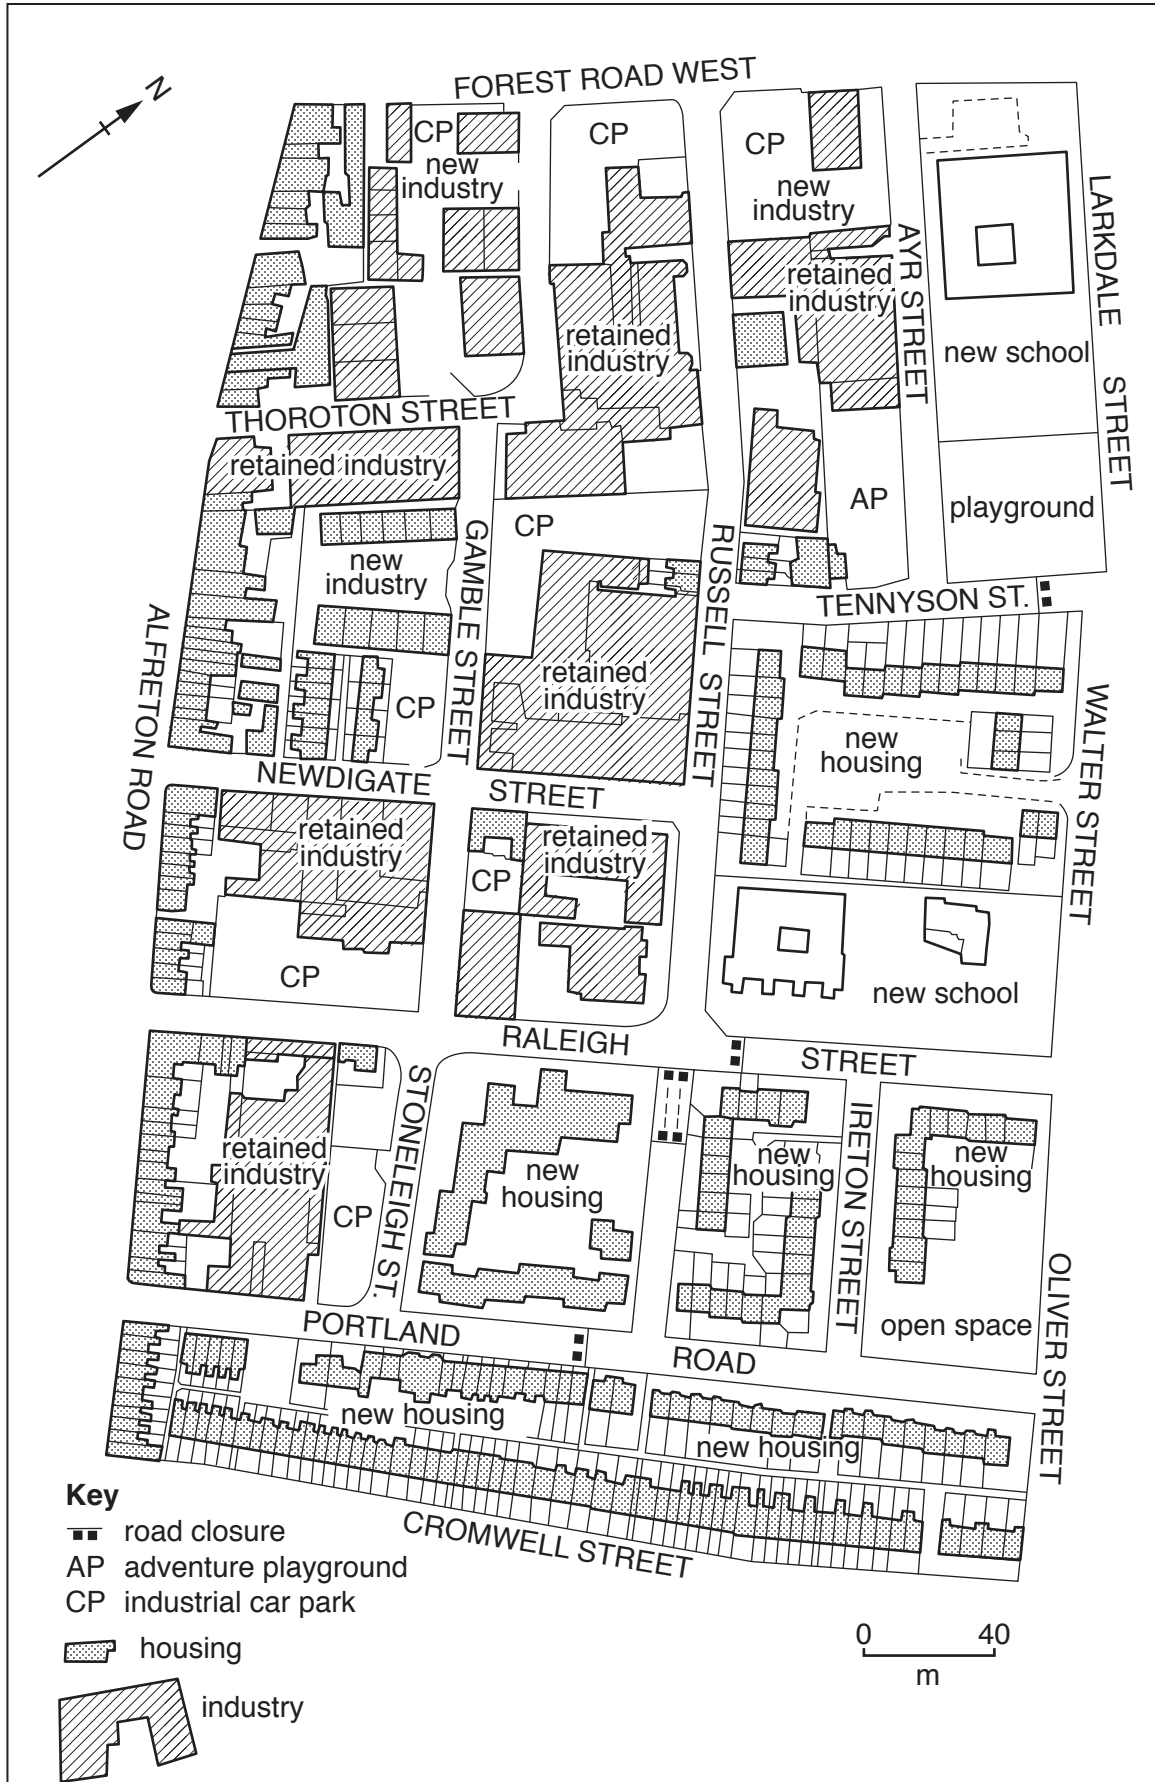 N
FOREST ROAD WEST
CP
new
industry
CP
CP
new
industry
LARKDALE STREET
AYR STREET
retained
industry
retained
industry
new school
THOROTON STREET
retained industry
AP
playground
CP
GAMBLE STREET
RUSSELL STREET
new
industry
TENNYSON ST.
ALFRETON ROAD
retained
industry
CP
WALTER STREET
new
housing
NEWDIGATE STREET
retained
industry
retained
industry
CP
CP
new school
RALEIGH STREET
STONELEIGH ST.
IRETON STREET
retained
industry
new
housing
new
housing
new
housing
CP
OLIVER STREET
open space
PORTLAND ROAD
new housing
new housing
CROMWELL STREET
Key
road closure
AP adventure playground
CP industrial car park
housing
industry
0 40
m